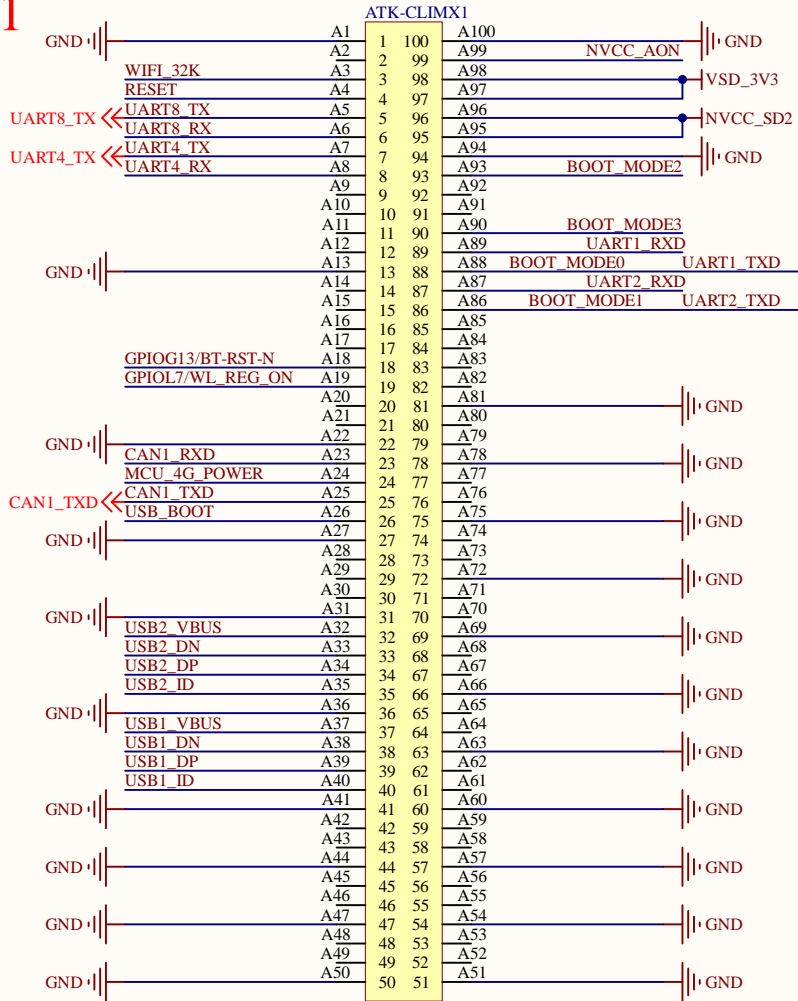 1
ATK-CLIMX1
GND A1 1 100 A100 GND
A2 2 99 A99 NVCC_AON
WIFI_32K A3 3 98 A98 VSD_3V3
RESET A4 4 97 A97
UART8_TX UART8_TX A5 5 96 A96 NVCC_SD2
UART8_RX A6 6 95 A95
UART4_TX UART4_TX A7 7 94 A94 GND
UART4_RX A8 8 93 A93 BOOT_MODE2
A9 9 92 A92
A10 10 91 A91
A11 11 90 A90 BOOT_MODE3
A12 12 89 A89 UART1_RXD
GND A13 13 88 A88 BOOT_MODE0 UART1_TXD
A14 14 87 A87 UART2_RXD
A15 15 86 A86 BOOT_MODE1 UART2_TXD
A16 16 85 A85
A17 17 84 A84
GPIOG13/BT-RST-N A18 18 83 A83
GPIOL7/WL_REG_ON A19 19 82 A82
A20 20 81 A81 GND
A21 21 80 A80
GND A22 22 79 A79
CAN1_RXD A23 23 78 A78 GND
MCU_4G_POWER A24 24 77 A77
CAN1_TXD CAN1_TXD A25 25 76 A76
USB_BOOT A26 26 75 A75 GND
GND A27 27 74 A74
A28 28 73 A73
A29 29 72 A72 GND
A30 30 71 A71
GND A31 31 70 A70
USB2_VBUS A32 32 69 A69 GND
USB2_DN A33 33 68 A68
USB2_DP A34 34 67 A67
USB2_ID A35 35 66 A66 GND
GND A36 36 65 A65
USB1_VBUS A37 37 64 A64
USB1_DN A38 38 63 A63 GND
USB1_DP A39 39 62 A62
USB1_ID A40 40 61 A61
GND A41 41 60 A60 GND
A42 42 59 A59
A43 43 58 A58
GND A44 44 57 A57 GND
A45 45 56 A56
A46 46 55 A55
GND A47 47 54 A54 GND
A48 48 53 A53
A49 49 52 A52
GND A50 50 51 A51 GND